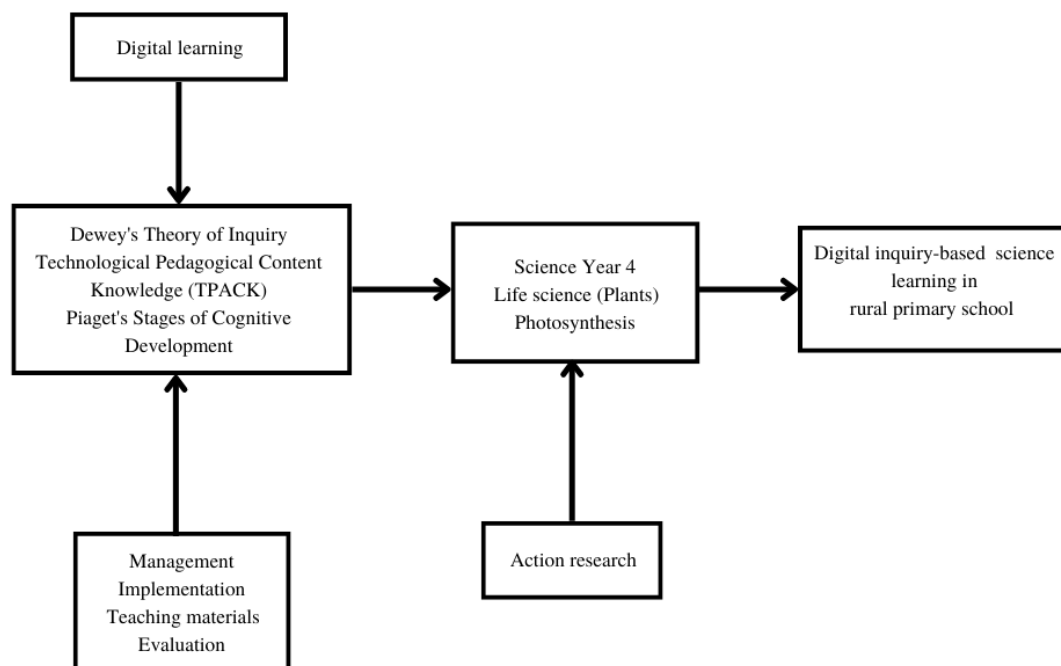 Digital learning
Dewey's Theory of Inquiry
Technological Pedagogical Content
Knowledge (TPACK)
Piaget's Stages of Cognitive
Development
Science Year 4
Life science (Plants)
Photosynthesis
Digital inquiry-based science
learning in
rural primary school
Management
Implementation
Teaching materials
Evaluation
Action research